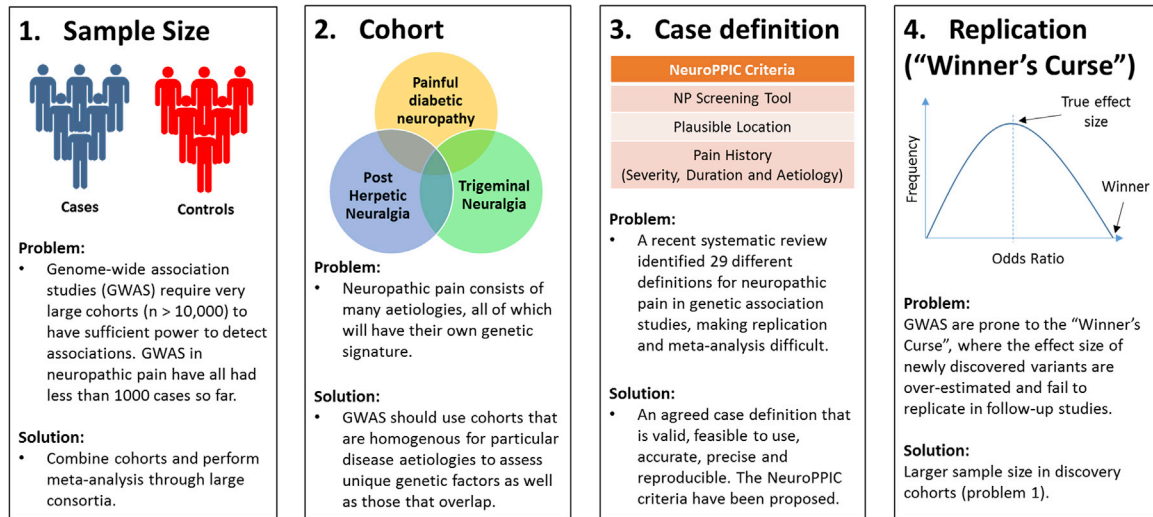 1. Sample Size
Cases
Controls
Problem:
• Genome-wide association
studies (GWAS) require very
large cohorts (n > 10,000) to
have sufficient power to detect
associations. GWAS in
neuropathic pain have all had
less than 1000 cases so far.
Solution:
• Combine cohorts and perform
meta-analysis through large
consortia.
2. Cohort
Painful
diabetic
neuropathy
Post
Herpetic
Neuralgia
Trigeminal
Neuralgia
Problem:
• Neuropathic pain consists of
many aetiologies, all of which
will have their own genetic
signature.
Solution:
• GWAS should use cohorts that
are homogenous for particular
disease aetiologies to assess
unique genetic factors as well
as those that overlap.
3. Case definition
NeuroPPIC Criteria
NP Screening Tool
Plausible Location
Pain History
(Severity, Duration and Aetiology)
Problem:
• A recent systematic review
identified 29 different
definitions for neuropathic
pain in genetic association
studies, making replication
and meta-analysis difficult.
Solution:
• An agreed case definition that
is valid, feasible to use,
accurate, precise and
reproducible. The NeuroPPIC
criteria have been proposed.
4. Replication
("Winner's Curse")
True effect
size
Winner
Frequency
Odds Ratio
Problem:
GWAS are prone to the "Winner's
Curse", where the effect size of
newly discovered variants are
over-estimated and fail to
replicate in follow-up studies.
Solution:
Larger sample size in discovery
cohorts (problem 1).